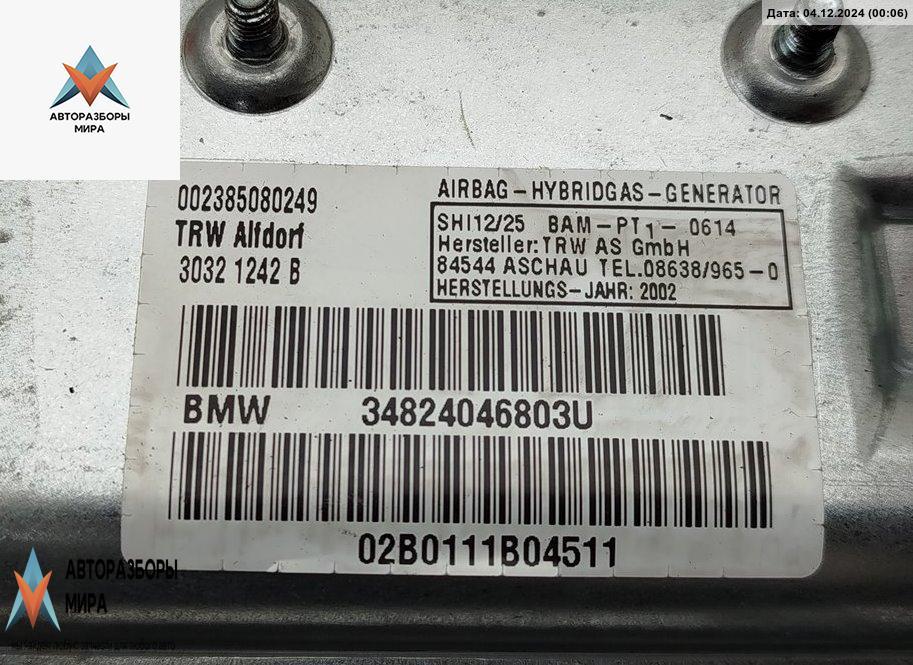 Дата: 04.12.2024 (00:06)
АВТОРАЗБОРЫ
МИРА
002385080249
TRW Alfdorf
3032 1242 B
AIRBAG-HYBRIDGAS-GENERATOR
SHI12/25 BAM-PT1-0614
Hersteller:TRW AS GmbH
84544 ASCHAU TEL.08638/965-0
HERSTELLUNGS-JAHR: 2002
BMW 34824046803U
02B0111B04511
АВТОРАЗБОРЫ
МИРА